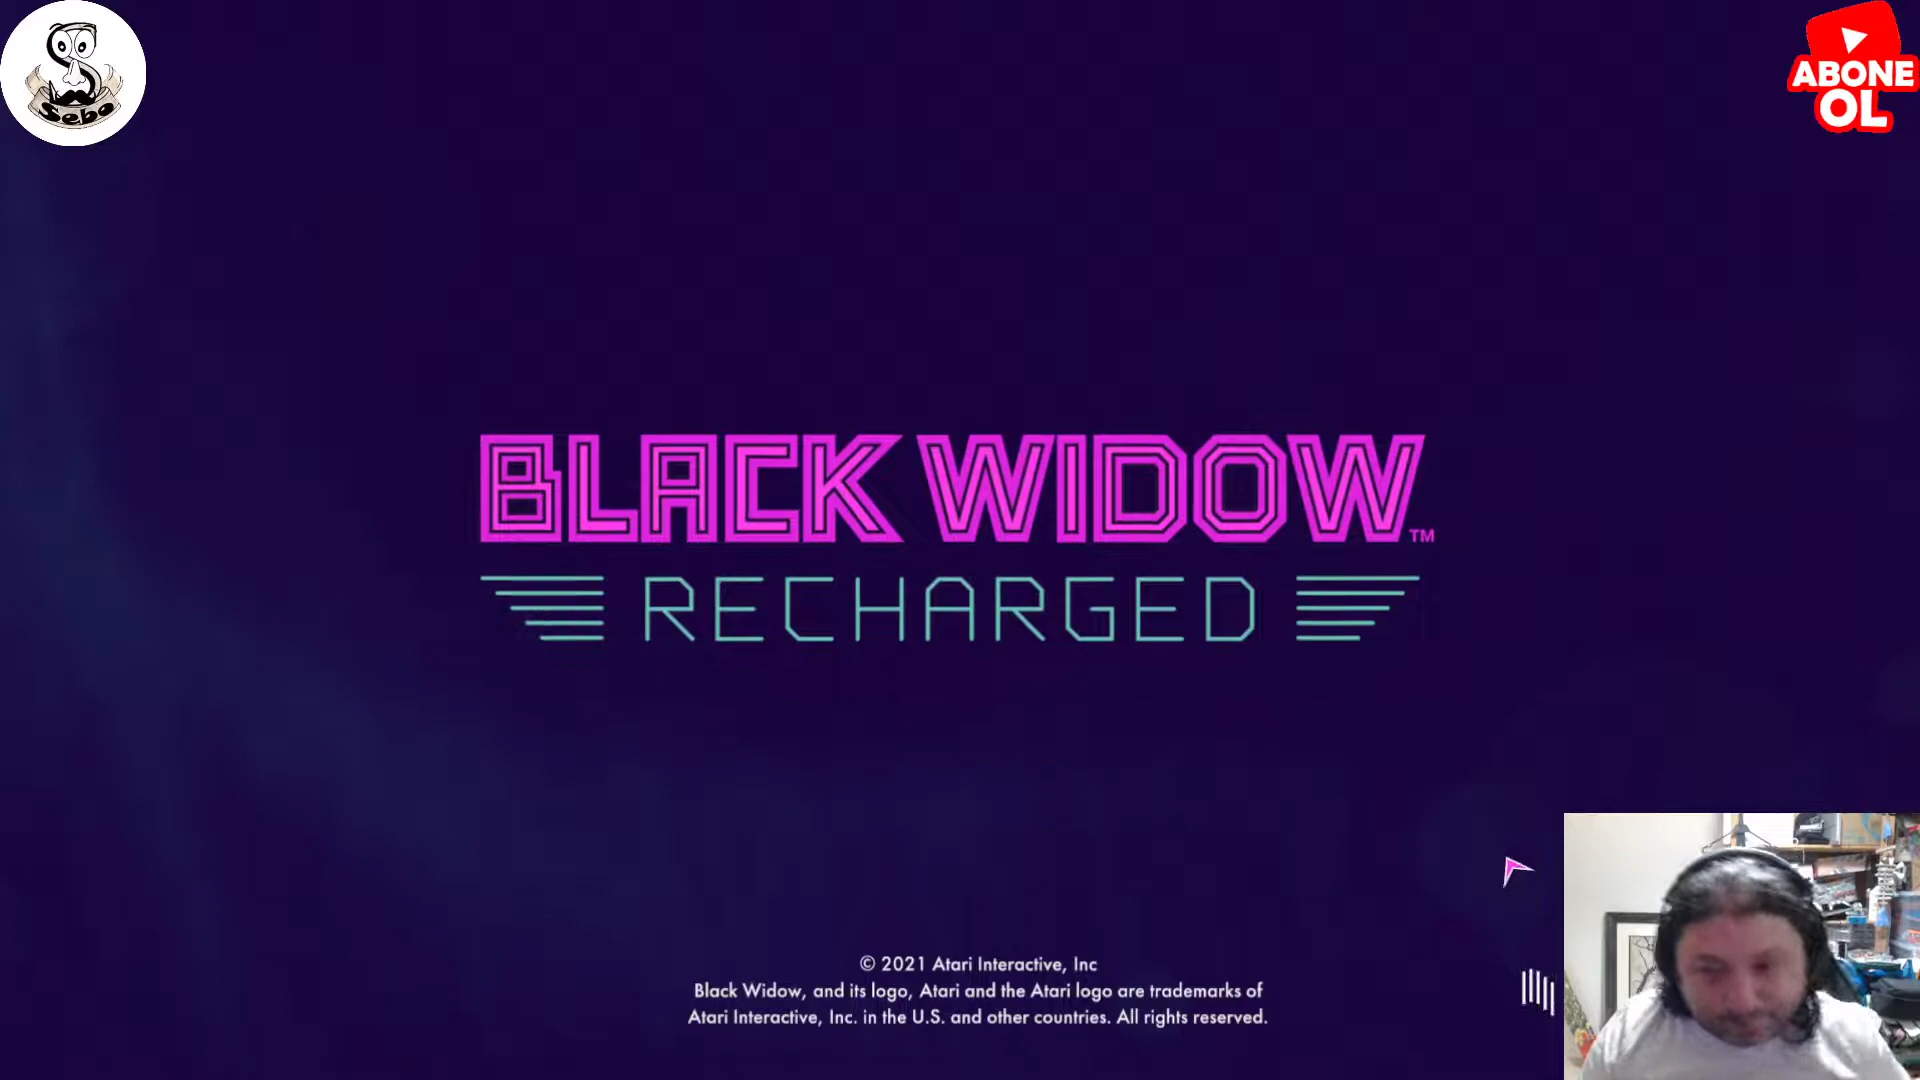 Sebo
ABONE
OL
BLACK WIDOW™
RECHARGED
© 2021 Atari Interactive, Inc
Black Widow, and its logo, Atari and the Atari logo are trademarks of
Atari Interactive, Inc. in the U.S. and other countries. All rights reserved.